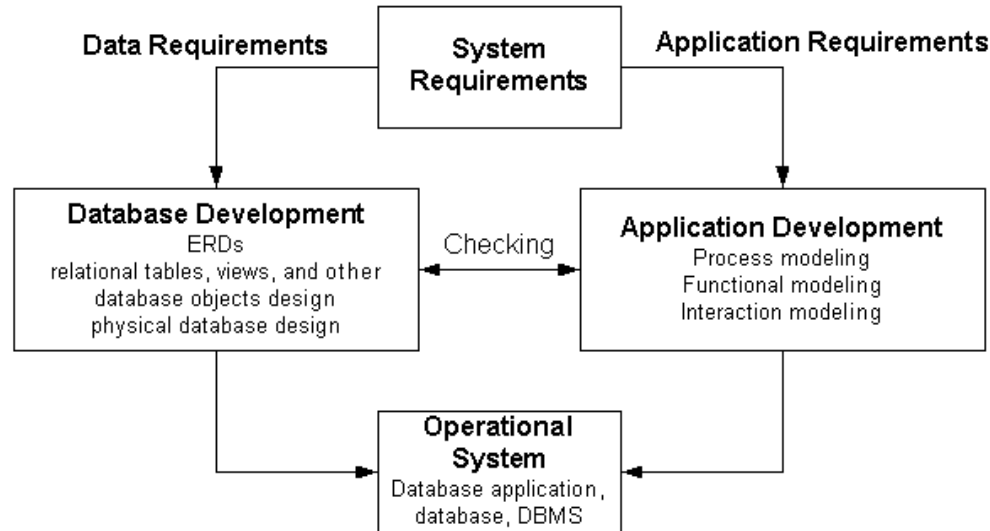 Data Requirements
System
Requirements
Application Requirements
Database Development
ERDs
relational tables, views, and other
database objects design
physical database design
Checking
Application Development
Process modeling
Functional modeling
Interaction modeling
Operational
System
Database application,
database, DBMS